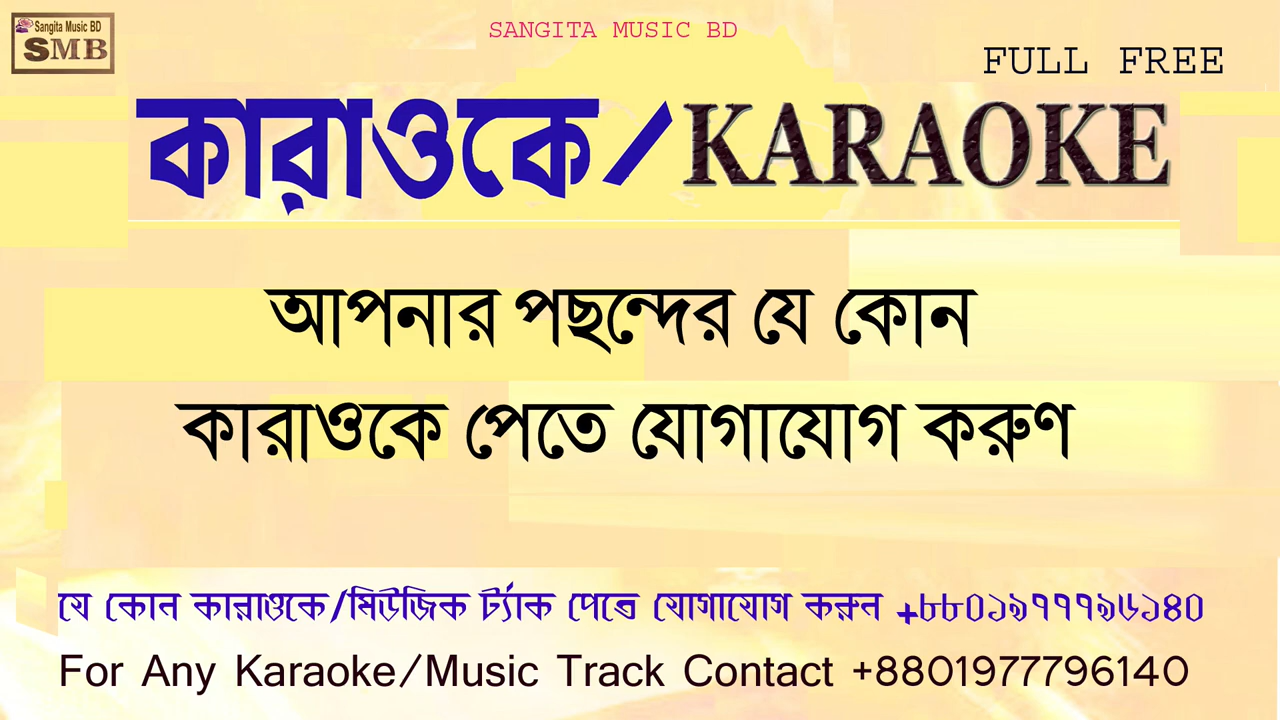 Sangita Music BD
SMB
SANGITA MUSIC BD
FULL FREE
কারাওকে/KARAOKE
আপনার পছন্দের যে কোন
কারাওকে পেতে যোগাযোগ করুণ
যে কোন কারাওকে/মিউজিক ট্যাক পেতে যোগাযোগ করুন +৮৮০১৯৭৭৭৯৬১৪০
For Any Karaoke/Music Track Contact +8801977796140